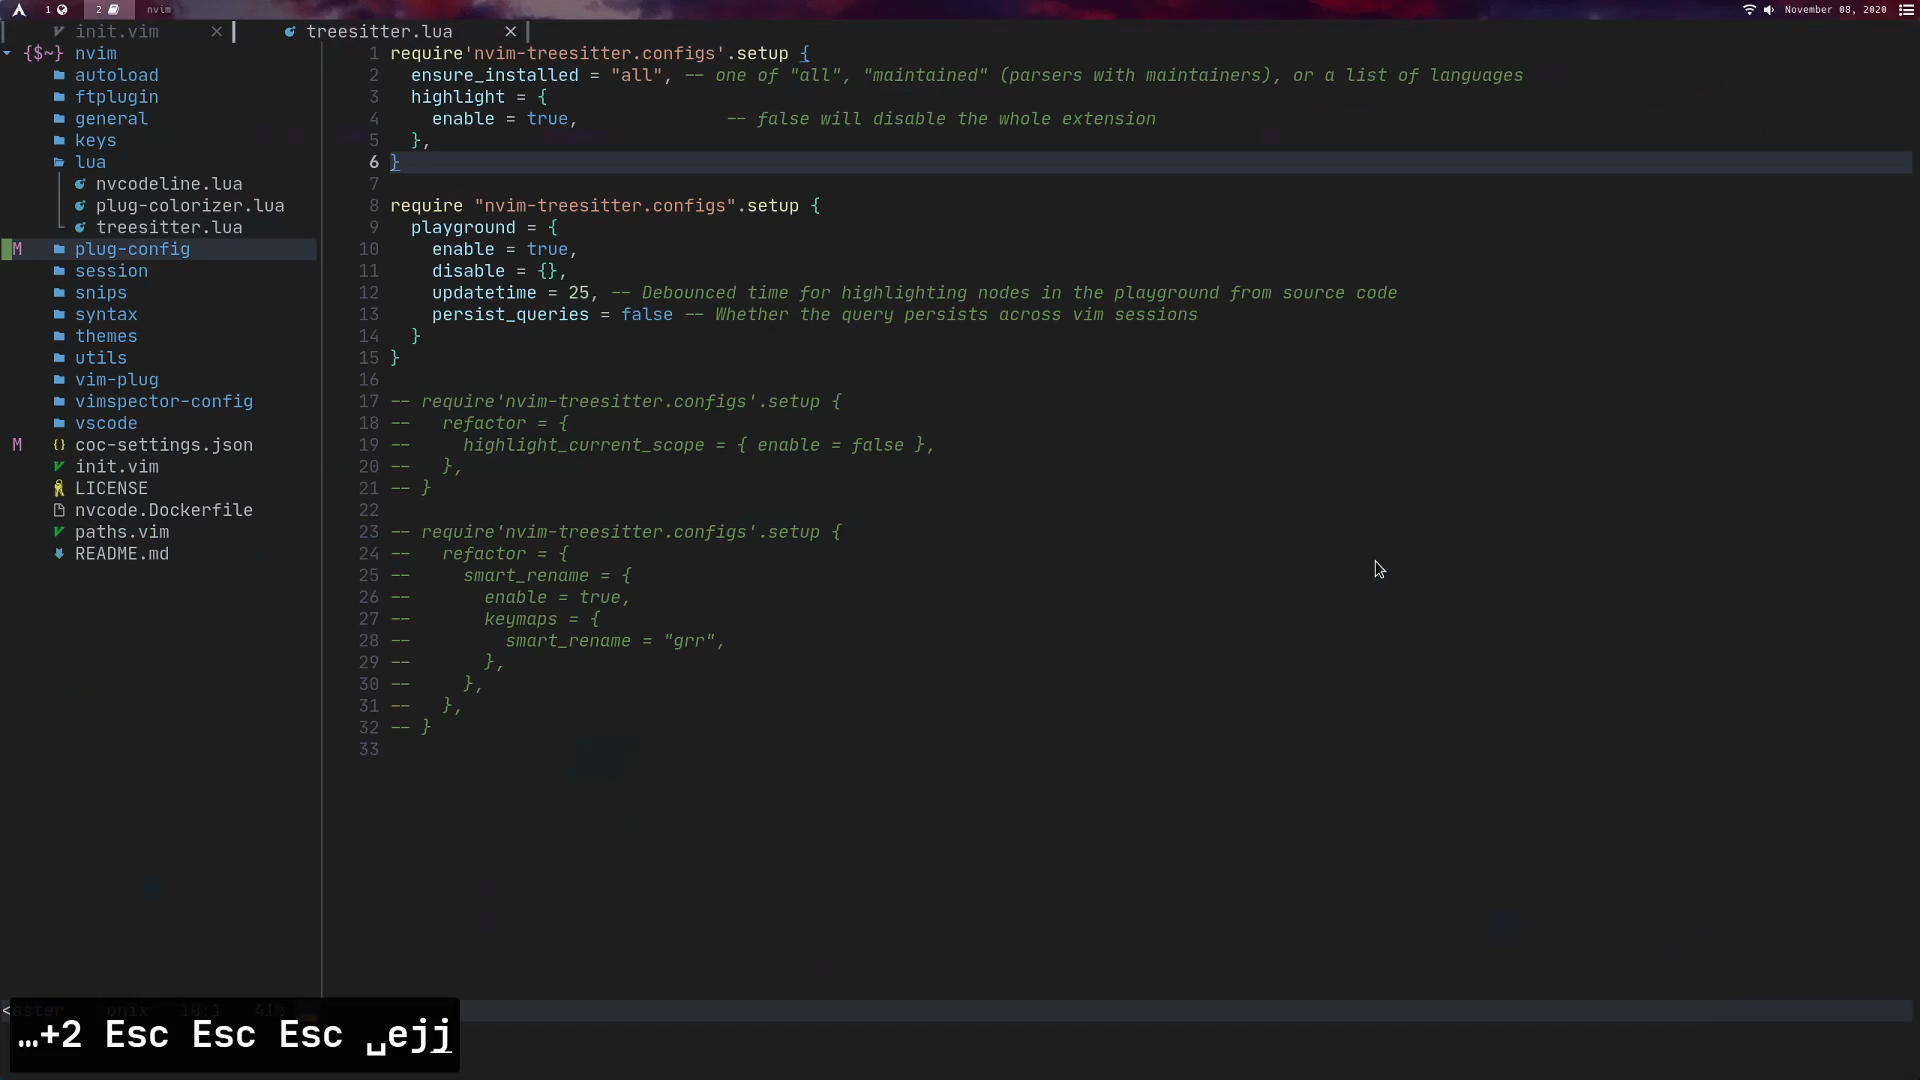 1
2
nvim
November 08, 2020
init.vim
treesitter.lua
{$~} nvim
autoload
ftplugin
general
keys
lua
nvcodeline.lua
plug-colorizer.lua
treesitter.lua
M plug-config
session
snips
syntax
themes
utils
vim-plug
vimspector-config
vscode
M {} coc-settings.json
init.vim
LICENSE
nvcode.Dockerfile
paths.vim
README.md
1 require'nvim-treesitter.configs'.setup {
2   ensure_installed = "all", -- one of "all", "maintained" (parsers with maintainers), or a list of languages
3   highlight = {
4     enable = true,              -- false will disable the whole extension
5   },
6 }
7
8 require "nvim-treesitter.configs".setup {
9   playground = {
10     enable = true,
11     disable = {},
12     updatetime = 25, -- Debounced time for highlighting nodes in the playground from source code
13     persist_queries = false -- Whether the query persists across vim sessions
14   }
15 }
16
17 -- require'nvim-treesitter.configs'.setup {
18 --   refactor = {
19 --     highlight_current_scope = { enable = false },
20 --   },
21 -- }
22
23 -- require'nvim-treesitter.configs'.setup {
24 --   refactor = {
25 --     smart_rename = {
26 --       enable = true,
27 --       keymaps = {
28 --         smart_rename = "grr",
29 --       },
30 --     },
31 --   },
32 -- }
33
…+2 Esc Esc Esc ␣ejj